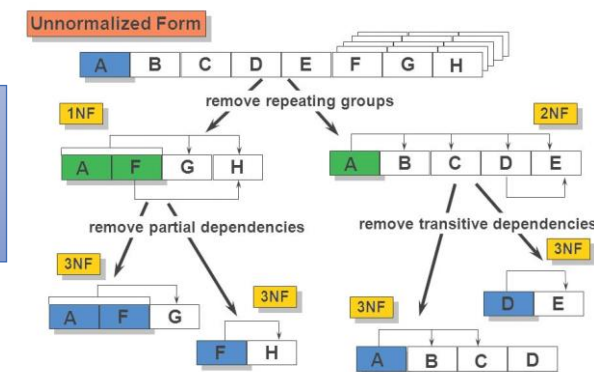 Unnormalized Form
A B C D E F G H
remove repeating groups
1NF
2NF
A F G H
A B C D E
remove partial dependencies
remove transitive dependencies
3NF
3NF
3NF
3NF
A F G
D E
F H
A B C D